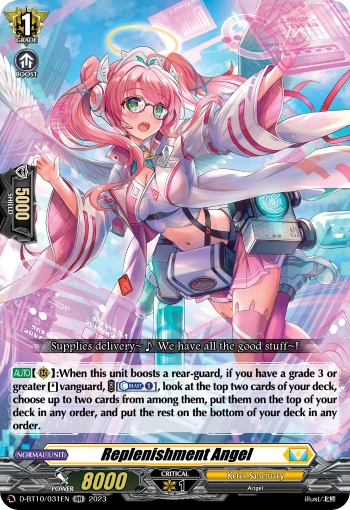 1
GRADE
BOOST
5000
SHIELD
Supplies delivery~♪ We have all the good stuff~!
AUTO【】:When this unit boosts a rear-guard, if you have a grade 3 or
greater vanguard, [BLAST 1], look at the top two cards of your deck,
choose up to two cards from among them, put them on the top of
your deck in any order, and put the rest on the bottom of your deck in any
order.
NORMAL UNIT
Replenishment Angel
POWER 8000
CRITICAL
1
Keter Sanctuary
Angel
D-BT10/031EN RR 2023
illust/北熊